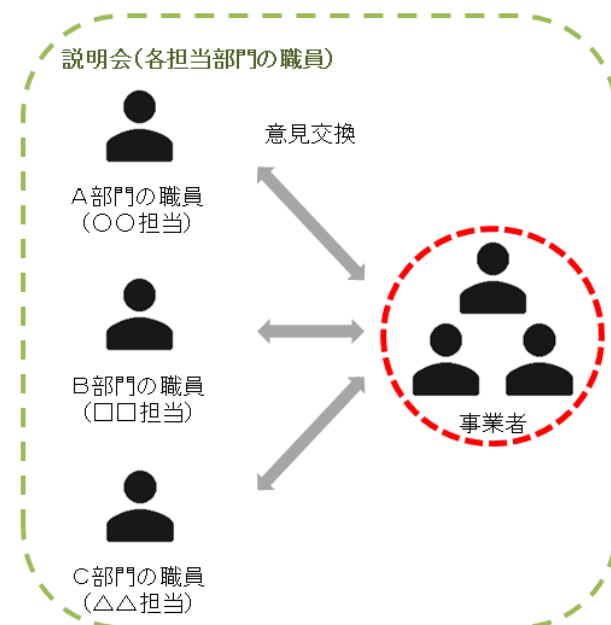 説明会(各担当部門の職員)
意見交換
A部門の職員
(○○担当)
B部門の職員
(□□担当)
事業者
C部門の職員
(△△担当)